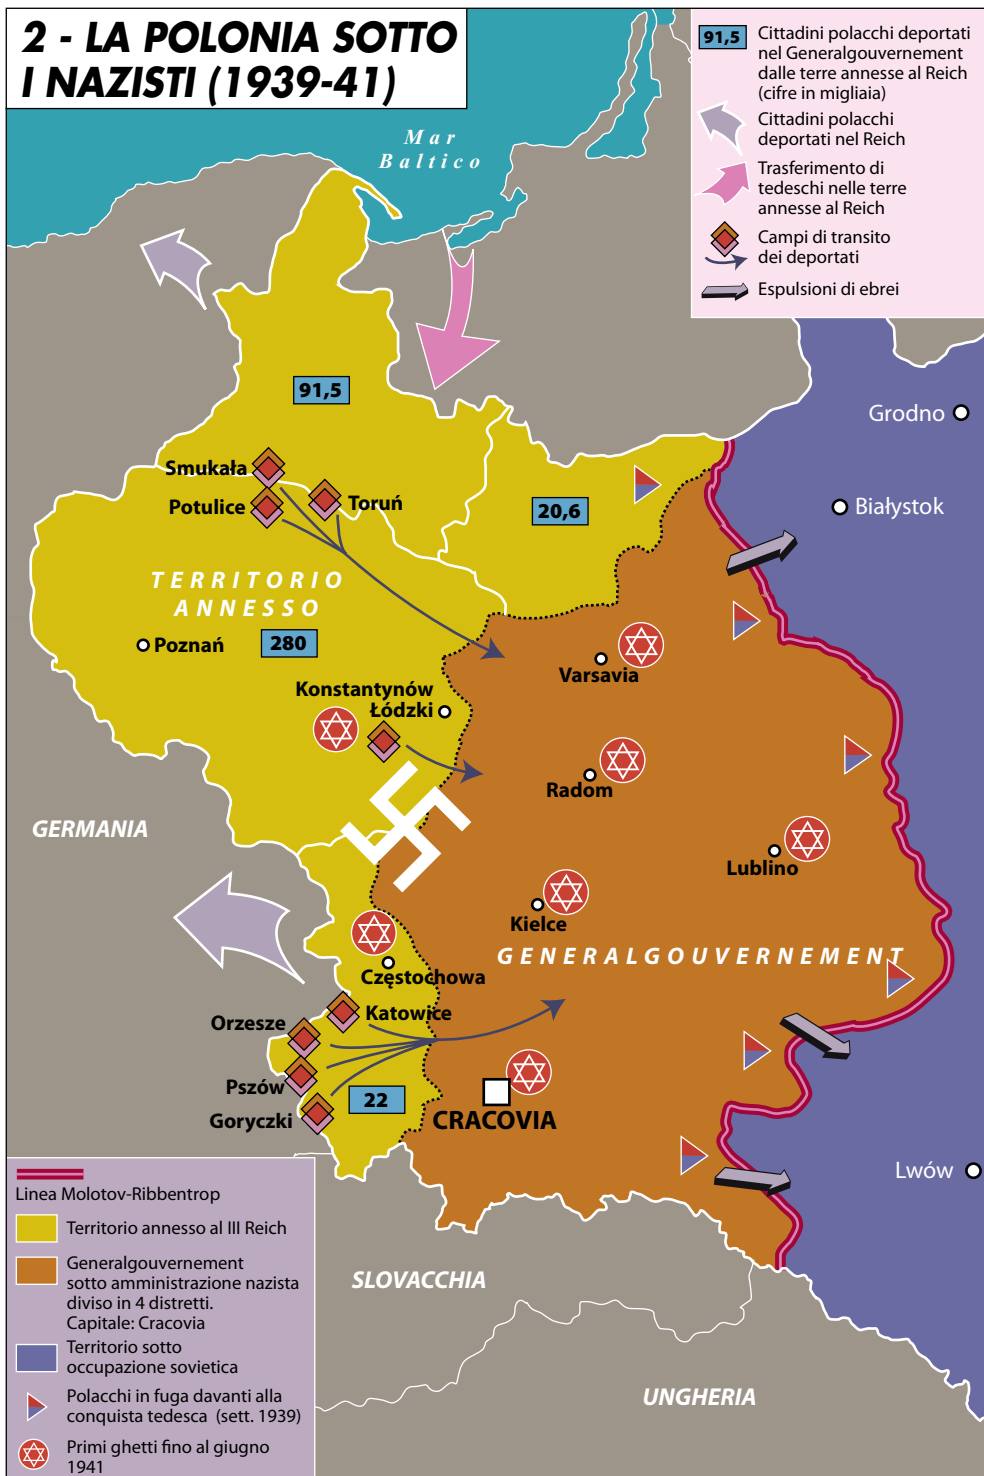 2 - LA POLONIA SOTTO
I NAZISTI (1939-41)
Mar
Baltico
91,5
Cittadini polacchi deportati
nel Generalgouvernement
dalle terre annesse al Reich
(cifre in migliaia)
Cittadini polacchi
deportati nel Reich
Trasferimento di
tedeschi nelle terre
annesse al Reich
Campi di transito
dei deportati
Espulsioni di ebrei
91,5
Grodno
Smukała
Potulice
Toruń
20,6
Białystok
TERRITORIO
ANNESSO
Poznań
280
Varsavia
Konstantynów
Łódzki
Radom
GERMANIA
Lublino
Kielce
GENERALGOUVERNEMENT
Częstochowa
Katowice
Orzesze
Pszów
Goryczki
22
CRACOVIA
Lwów
SLOVACCHIA
UNGHERIA
Linea Molotov-Ribbentrop
Territorio annesso al III Reich
Generalgouvernement
sotto amministrazione nazista
diviso in 4 distretti.
Capitale: Cracovia
Territorio sotto
occupazione sovietica
Polacchi in fuga davanti alla
conquista tedesca (sett. 1939)
Primi ghetti fino al giugno
1941